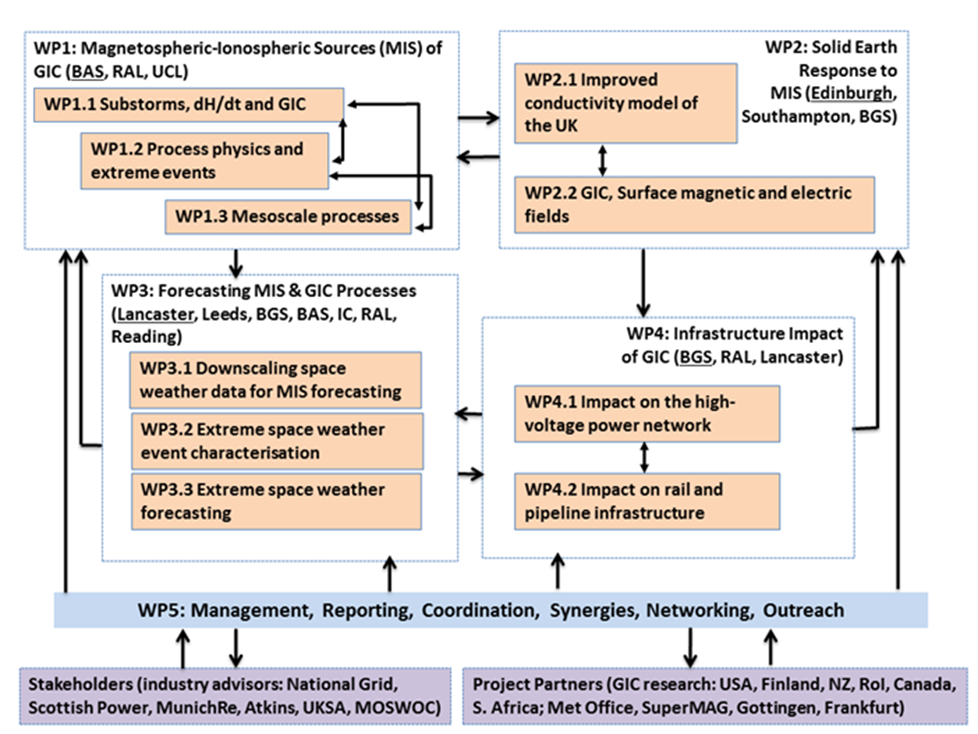 WP1: Magnetospheric-Ionospheric Sources (MIS) of
GIC (BAS, RAL, UCL)
WP1.1 Substorms, dH/dt and GIC
WP1.2 Process physics and
extreme events
WP1.3 Mesoscale processes
WP2: Solid Earth
Response to
MIS (Edinburgh,
Southampton, BGS)
WP2.1 Improved
conductivity model of
the UK
WP2.2 GIC, Surface magnetic and electric
fields
WP3: Forecasting MIS & GIC Processes
(Lancaster, Leeds, BGS, BAS, IC, RAL,
Reading)
WP3.1 Downscaling space
weather data for MIS forecasting
WP3.2 Extreme space weather
event characterisation
WP3.3 Extreme space weather
forecasting
WP4: Infrastructure Impact
of GIC (BGS, RAL, Lancaster)
WP4.1 Impact on the high-
voltage power network
WP4.2 Impact on rail and
pipeline infrastructure
WP5: Management, Reporting, Coordination, Synergies, Networking, Outreach
Stakeholders (industry advisors: National Grid,
Scottish Power, MunichRe, Atkins, UKSA, MOSWOC)
Project Partners (GIC research: USA, Finland, NZ, RoI, Canada,
S. Africa; Met Office, SuperMAG, Gottingen, Frankfurt)